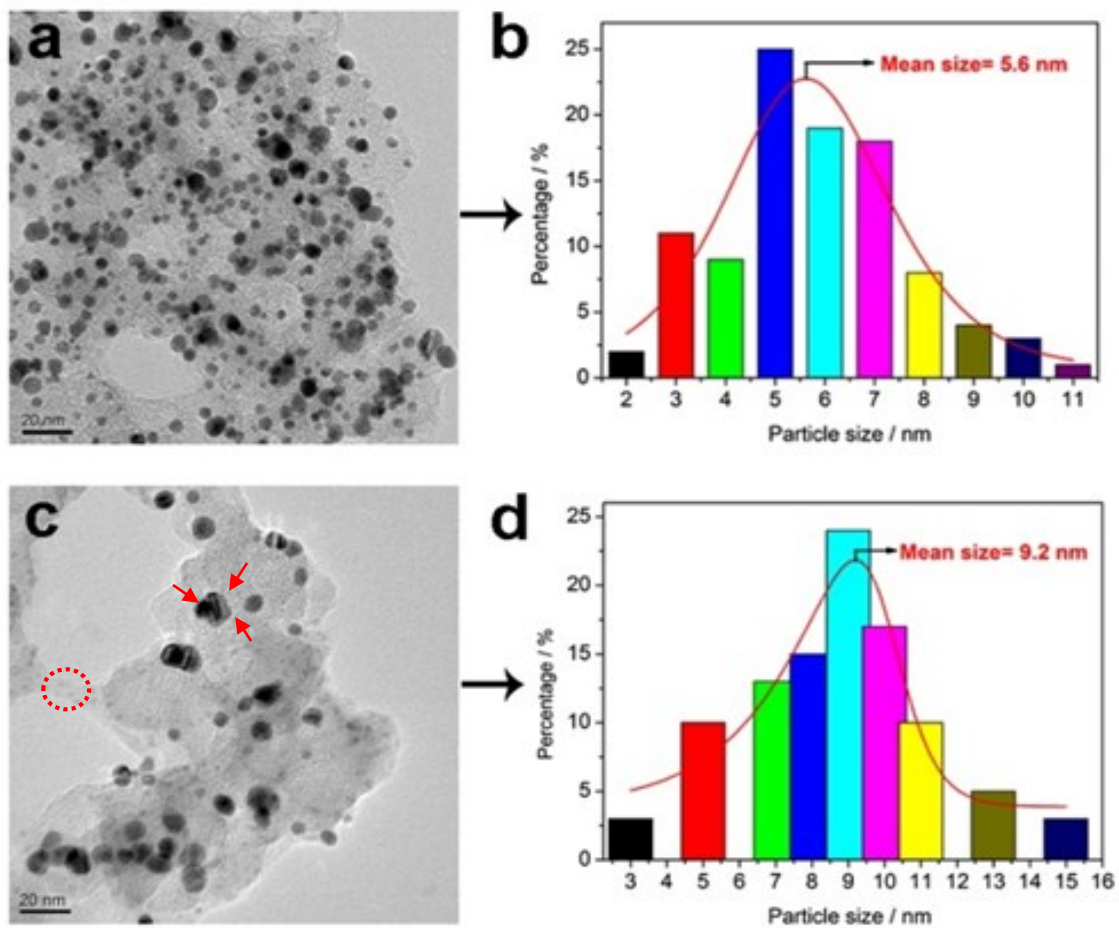 a
20 nm
b
Mean size= 5.6 nm
Percentage / %
25
20
15
10
5
0
2 3 4 5 6 7 8 9 10 11
Particle size / nm
c
20 nm
d
Mean size= 9.2 nm
Percentage / %
25
20
15
10
5
0
3 4 5 6 7 8 9 10 11 12 13 14 15 16
Particle size / nm